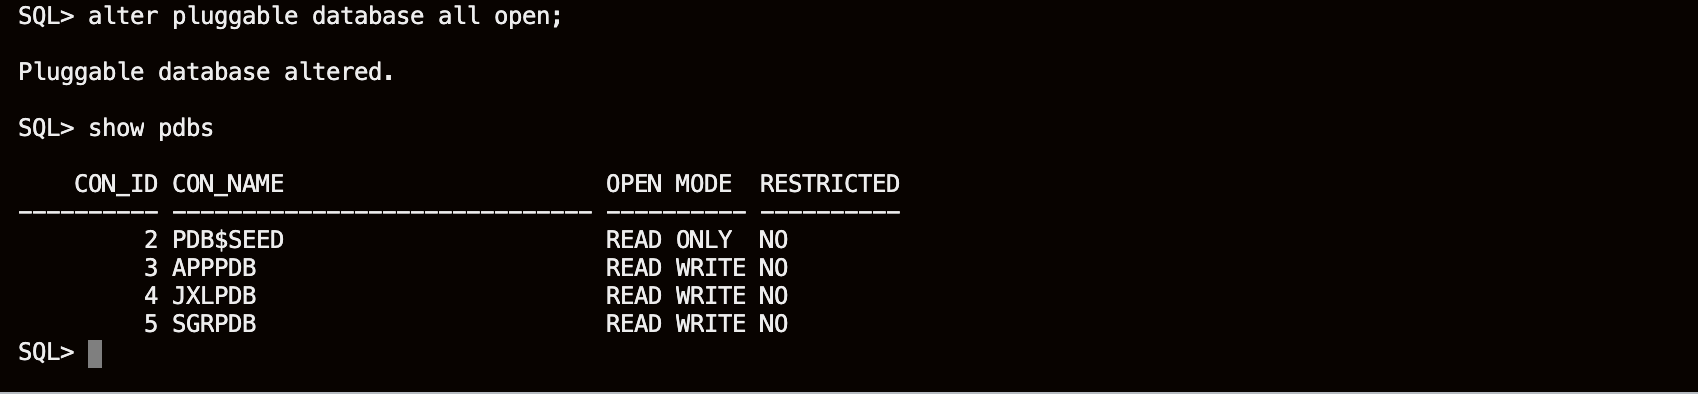 SQL> alter pluggable database all open;
Pluggable database altered.
SQL> show pdbs
    CON_ID CON_NAME                       OPEN MODE  RESTRICTED
---------- ------------------------------ ---------- ----------
         2 PDB$SEED                       READ ONLY  NO
         3 APPPDB                         READ WRITE NO
         4 JXLPDB                         READ WRITE NO
         5 SGRPDB                         READ WRITE NO
SQL>